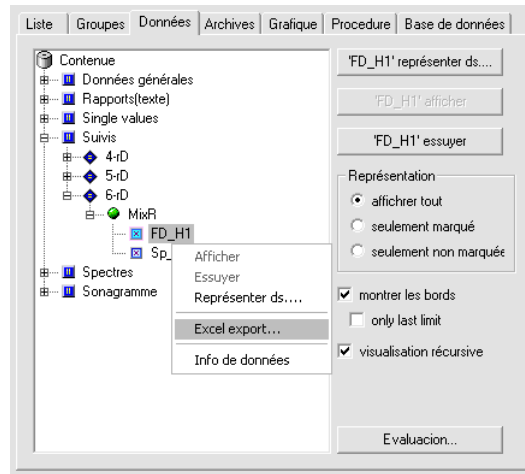 Liste Groupes Données Archives Grafique Procedure Base de données
Contenue
Données générales
Rapports(texte)
Single values
Suivis
4-rD
5-rD
6-rD
MixR
FD_H1
Sp_
Spectres
Sonagramme
Afficher
Essuyer
Représenter ds....
Excel export...
Info de données
'FD_H1' représenter ds....
'FD_H1' afficher
'FD_H1' essuyer
Représentation
affichrer tout
seulement marqué
seulement non marquée
montrer les bords
only last limit
visualisation récursive
Evaluacion...